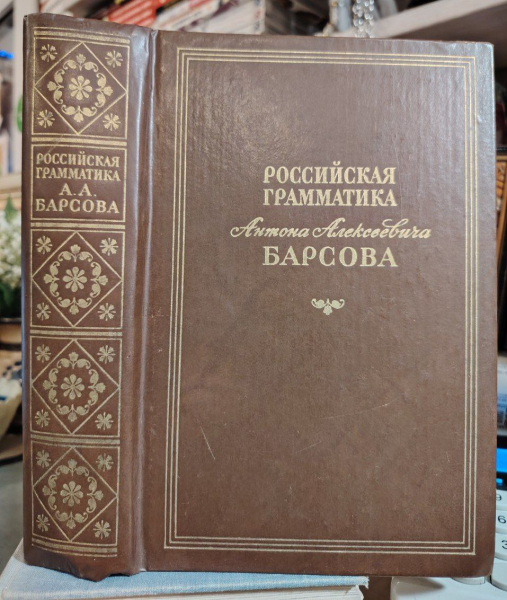 РОССИЙСКАЯ
ГРАММАТИКА
А.А.
БАРСОВА
РОССИЙСКАЯ
ГРАММАТИКА
Антона Алексеевича
БАРСОВА